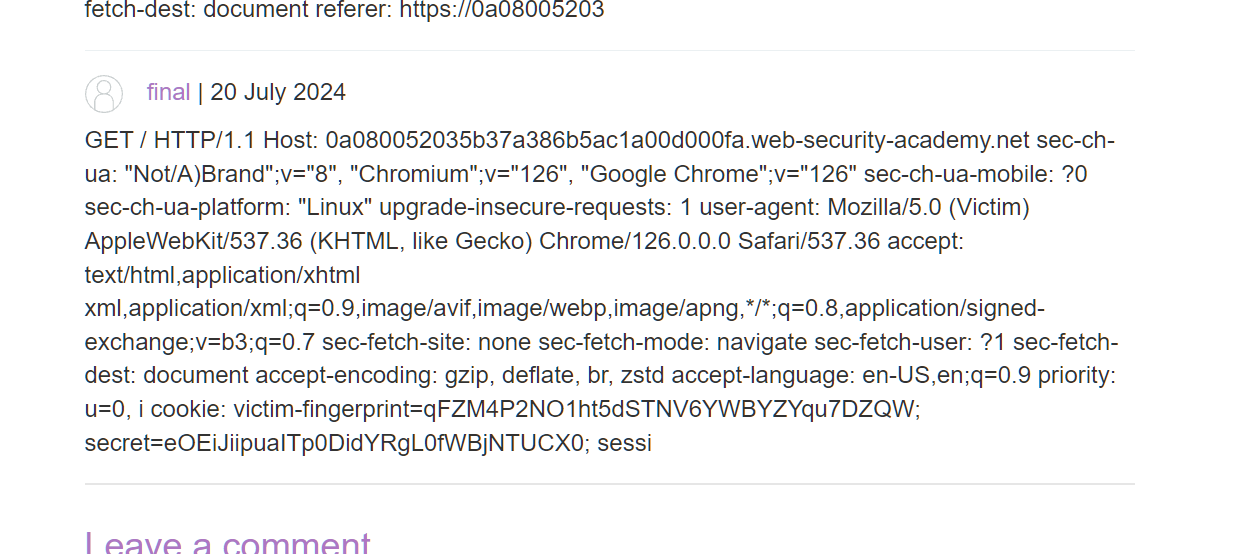 fetch-dest: document referer: https://0a08005203
final | 20 July 2024
GET / HTTP/1.1 Host: 0a080052035b37a386b5ac1a00d000fa.web-security-academy.net sec-ch-
ua: "Not/A)Brand";v="8", "Chromium";v="126", "Google Chrome";v="126" sec-ch-ua-mobile: ?0
sec-ch-ua-platform: "Linux" upgrade-insecure-requests: 1 user-agent: Mozilla/5.0 (Victim)
AppleWebKit/537.36 (KHTML, like Gecko) Chrome/126.0.0.0 Safari/537.36 accept:
text/html,application/xhtml
xml,application/xml;q=0.9,image/avif,image/webp,image/apng,*/*;q=0.8,application/signed-
exchange;v=b3;q=0.7 sec-fetch-site: none sec-fetch-mode: navigate sec-fetch-user: ?1 sec-fetch-
dest: document accept-encoding: gzip, deflate, br, zstd accept-language: en-US,en;q=0.9 priority:
u=0, i cookie: victim-fingerprint=qFZM4P2NO1ht5dSTNV6YWBYZYqu7DZQW;
secret=eOEiJiipuaITp0DidYRgL0fWBjNTUCX0; sessi
Leave a comment